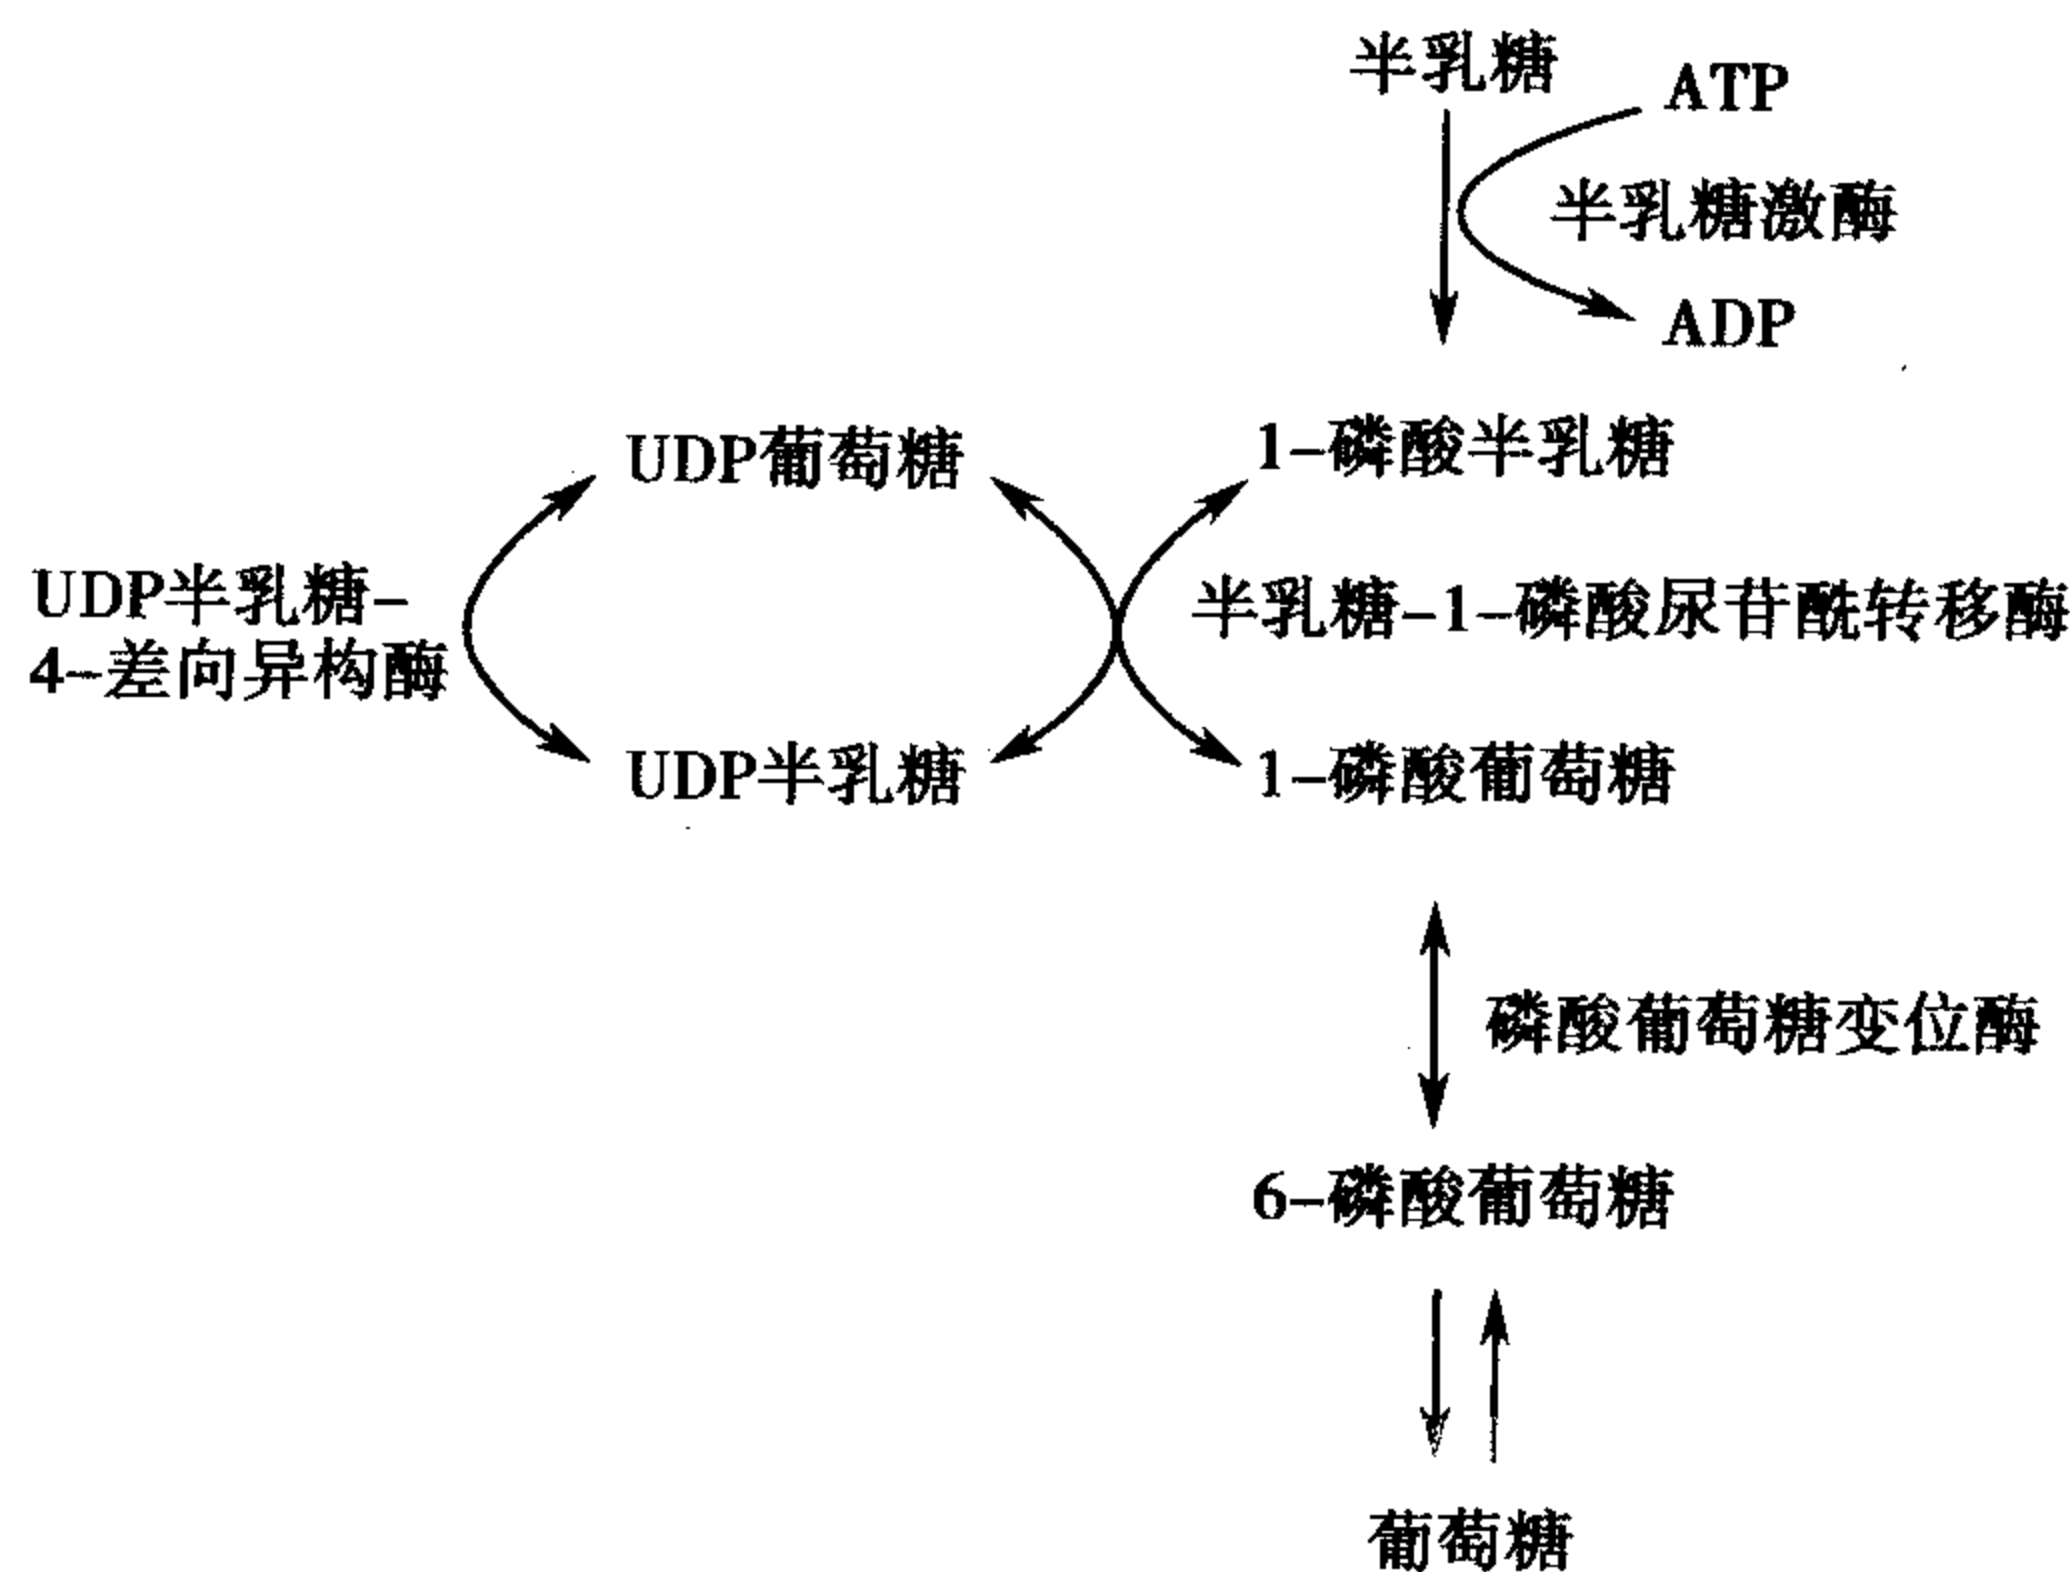 半乳糖
ATP
半乳糖激酶
ADP
UDP葡萄糖
1-磷酸半乳糖
UDP半乳糖-
4-差向异构酶
半乳糖-1-磷酸尿苷酰转移酶
UDP半乳糖
1-磷酸葡萄糖
磷酸葡萄糖变位酶
6-磷酸葡萄糖
葡萄糖